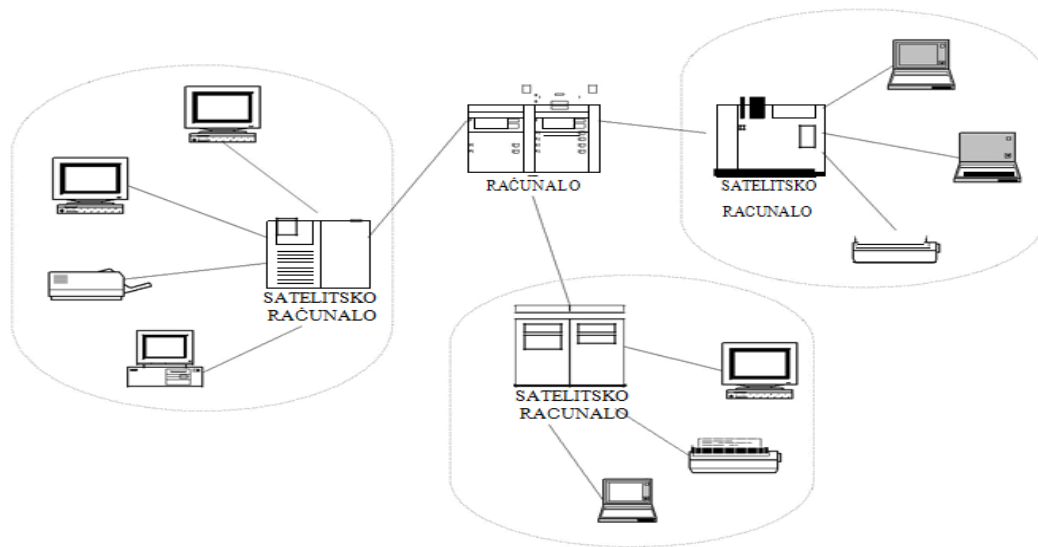 RAČUNALO
SATELITSKO
RACUNALO
SATELITSKO
RAČUNALO
SATELITSKO
RACUNALO